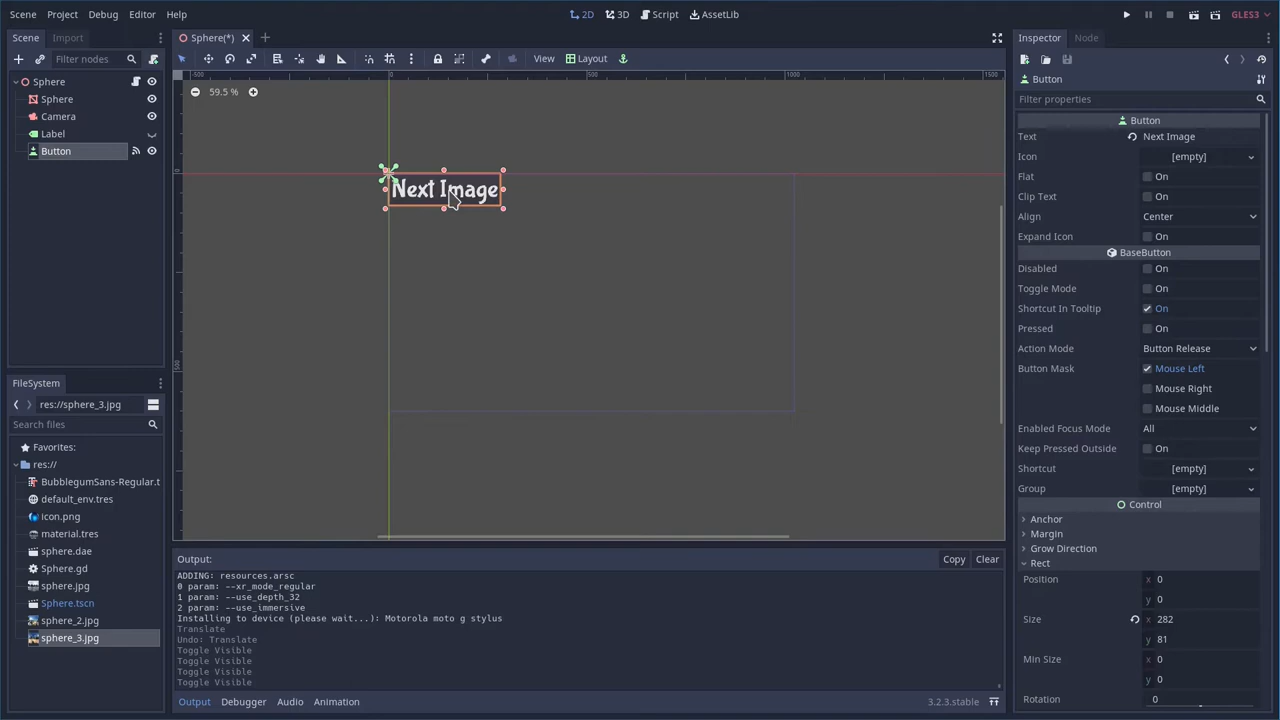 Scene Project Debug Editor Help
2D 3D Script AssetLib
GLES3
Scene Import
Filter nodes
Sphere
Sphere
Camera
Label
Button
FileSystem
res://sphere_3.jpg
Search files
Favorites:
res://
BubblegumSans-Regular.t
default_env.tres
icon.png
material.tres
sphere.dae
Sphere.gd
sphere.jpg
Sphere.tscn
sphere_2.jpg
sphere_3.jpg
Sphere(*)
View Layout
-500 0 500 1000 1500
59.5 %
0
500
Next Image
Output:
Copy Clear
ADDING: resources.arsc
0 param: --xr_mode_regular
1 param: --use_depth_32
2 param: --use_immersive
Installing to device (please wait...): Motorola moto g stylus
Translate
Undo: Translate
Toggle Visible
Toggle Visible
Toggle Visible
Toggle Visible
Output Debugger Audio Animation
3.2.3.stable
Inspector Node
Button
Filter properties
Button
Text Next Image
Icon [empty]
Flat On
Clip Text On
Align Center
Expand Icon On
BaseButton
Disabled On
Toggle Mode On
Shortcut In Tooltip On
Pressed On
Action Mode Button Release
Button Mask Mouse Left
Mouse Right
Mouse Middle
Enabled Focus Mode All
Keep Pressed Outside On
Shortcut [empty]
Group [empty]
Control
Anchor
Margin
Grow Direction
Rect
Position x 0
y 0
Size x 282
y 81
Min Size x 0
y 0
Rotation 0